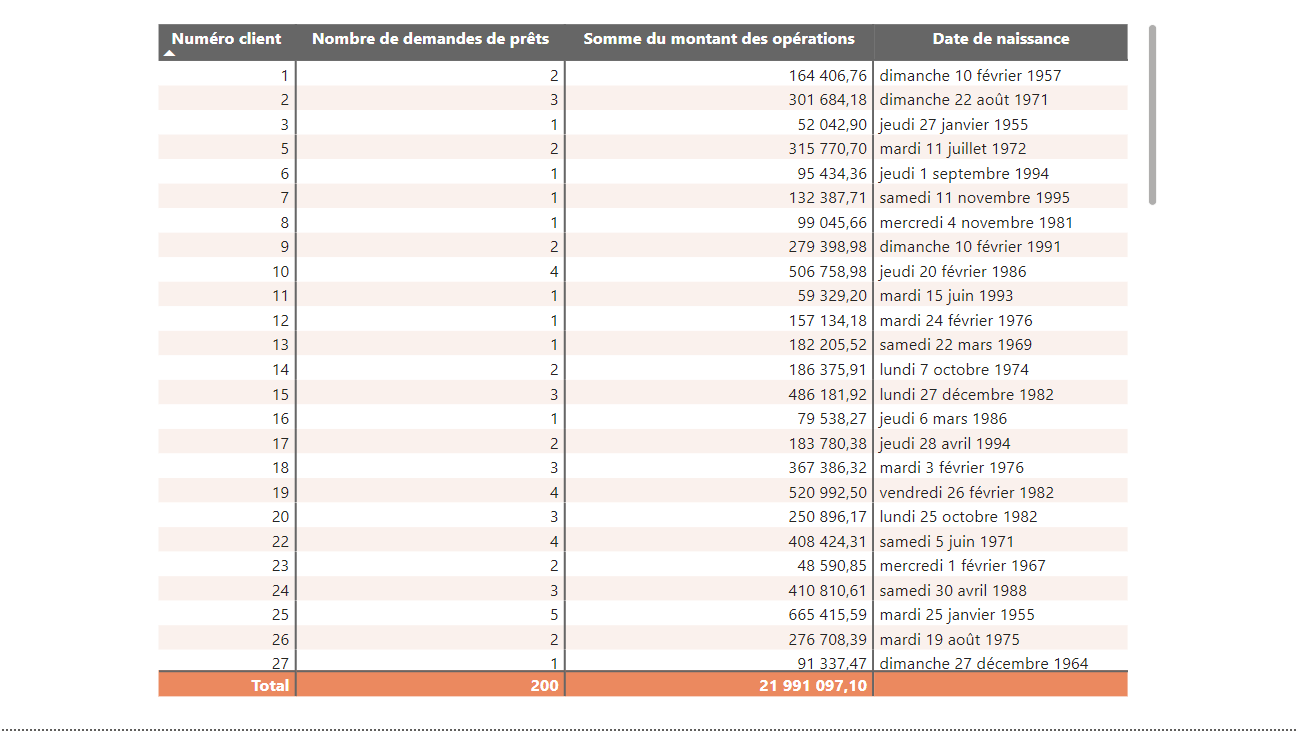 Numéro client Nombre de demandes de prêts Somme du montant des opérations Date de naissance
1 2 164 406,76 dimanche 10 février 1957
2 3 301 684,18 dimanche 22 août 1971
3 1 52 042,90 jeudi 27 janvier 1955
5 2 315 770,70 mardi 11 juillet 1972
6 1 95 434,36 jeudi 1 septembre 1994
7 1 132 387,71 samedi 11 novembre 1995
8 1 99 045,66 mercredi 4 novembre 1981
9 2 279 398,98 dimanche 10 février 1991
10 4 506 758,98 jeudi 20 février 1986
11 1 59 329,20 mardi 15 juin 1993
12 1 157 134,18 mardi 24 février 1976
13 1 182 205,52 samedi 22 mars 1969
14 2 186 375,91 lundi 7 octobre 1974
15 3 486 181,92 lundi 27 décembre 1982
16 1 79 538,27 jeudi 6 mars 1986
17 2 183 780,38 jeudi 28 avril 1994
18 3 367 386,32 mardi 3 février 1976
19 4 520 992,50 vendredi 26 février 1982
20 3 250 896,17 lundi 25 octobre 1982
22 4 408 424,31 samedi 5 juin 1971
23 2 48 590,85 mercredi 1 février 1967
24 3 410 810,61 samedi 30 avril 1988
25 5 665 415,59 mardi 25 janvier 1955
26 2 276 708,39 mardi 19 août 1975
27 1 91 337,47 dimanche 27 décembre 1964
Total 200 21 991 097,10